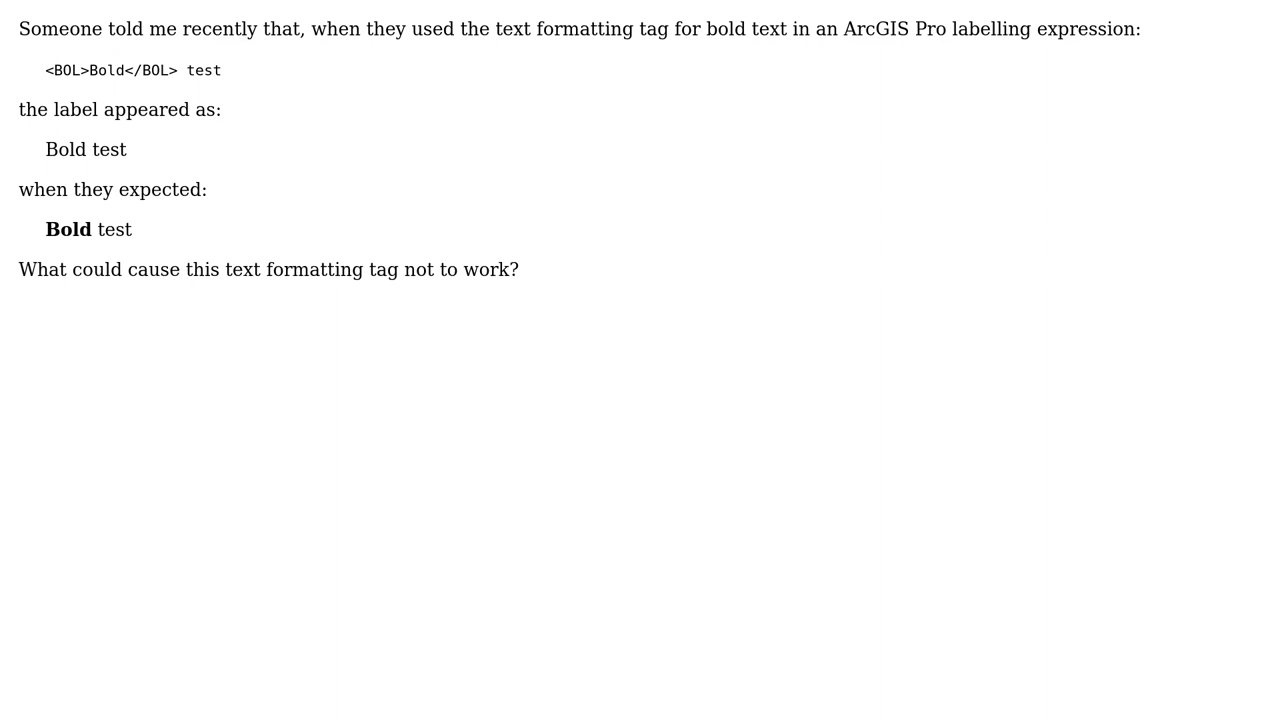 Someone told me recently that, when they used the text formatting tag for bold text in an ArcGIS Pro labelling expression:
<BOL>Bold</BOL> test
the label appeared as:
Bold test
when they expected:
Bold test
What could cause this text formatting tag not to work?